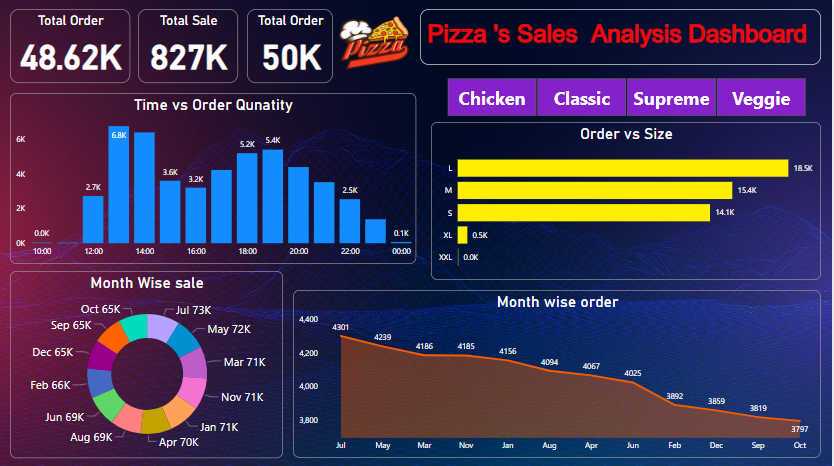 Total Order
48.62K
Total Sale
827K
Total Order
50K
Pizza
Pizza 's Sales Analysis Dashboard
Chicken
Classic
Supreme
Veggie
Time vs Order Qunatity
6K
4K
2K
0K
0.0K
2.7K
6.8K
3.6K
3.2K
5.2K
5.4K
2.5K
0.1K
10:00
12:00
14:00
16:00
18:00
20:00
22:00
00:00
Order vs Size
L
18.5K
M
15.4K
S
14.1K
XL
0.5K
XXL
0.0K
Month Wise sale
Oct 65K
Jul 73K
Sep 65K
May 72K
Dec 65K
Mar 71K
Feb 66K
Nov 71K
Jun 69K
Jan 71K
Aug 69K
Apr 70K
Month wise order
4,400
4,200
4,000
3,800
4301
4239
4186
4185
4156
4094
4067
4025
3892
3859
3819
3797
Jul
May
Mar
Nov
Jan
Aug
Apr
Jun
Feb
Dec
Sep
Oct